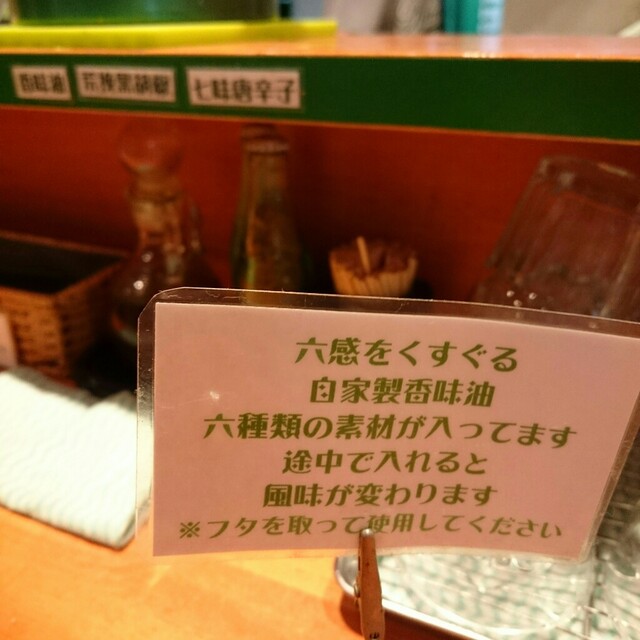 香味油
花挽黒胡椒
七味唐辛子
六感をくすぐる
自家製香味油
六種類の素材が入ってます
途中で入れると
風味が変わります
※フタを取って使用してください